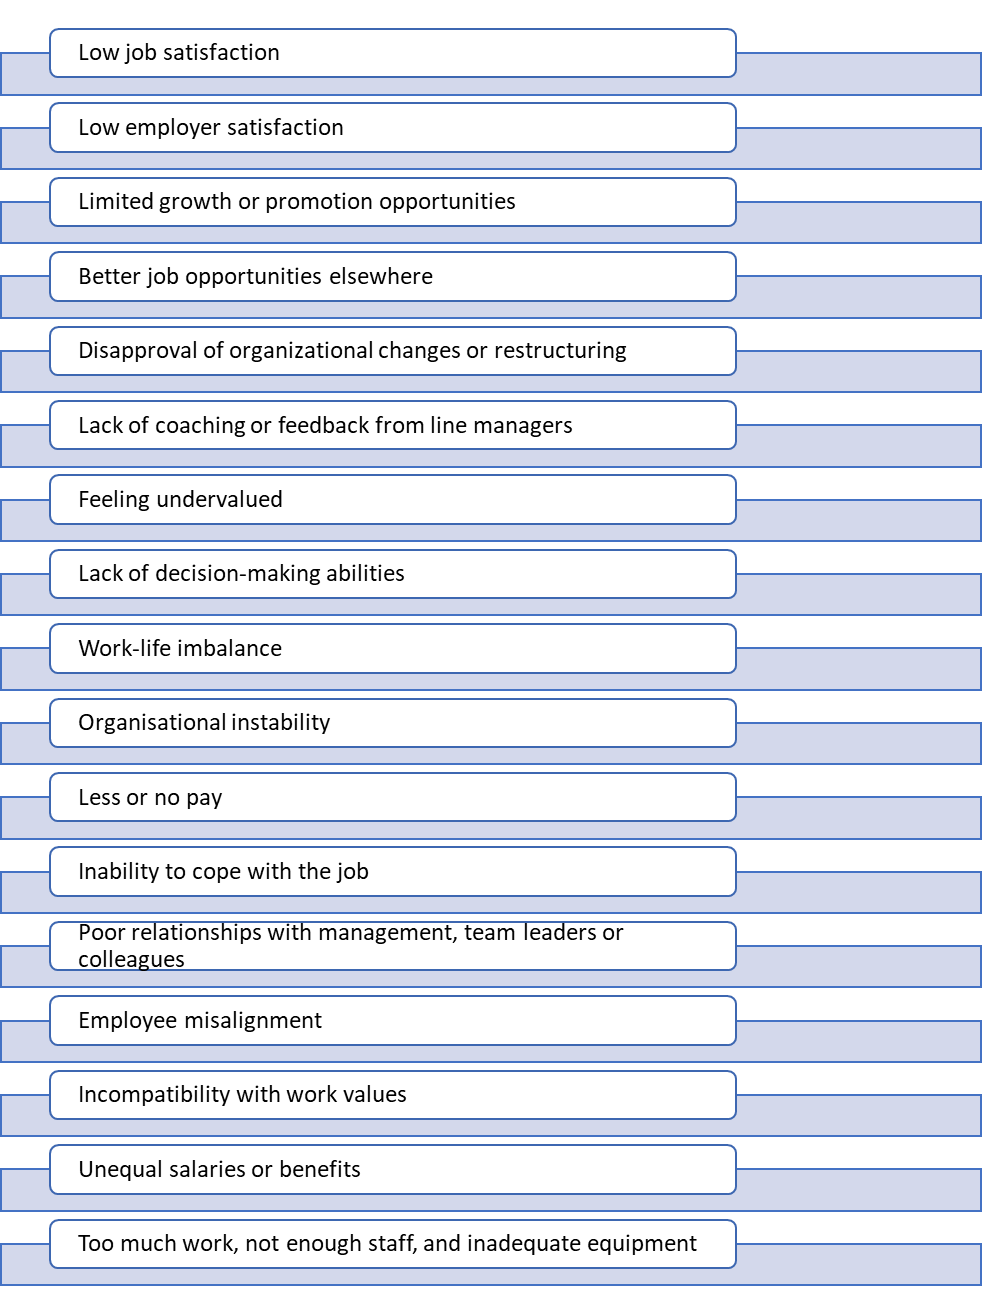 Low job satisfaction
Low employer satisfaction
Limited growth or promotion opportunities
Better job opportunities elsewhere
Disapproval of organizational changes or restructuring
Lack of coaching or feedback from line managers
Feeling undervalued
Lack of decision-making abilities
Work-life imbalance
Organisational instability
Less or no pay
Inability to cope with the job
Poor relationships with management, team leaders or
colleagues
Employee misalignment
Incompatibility with work values
Unequal salaries or benefits
Too much work, not enough staff, and inadequate equipment